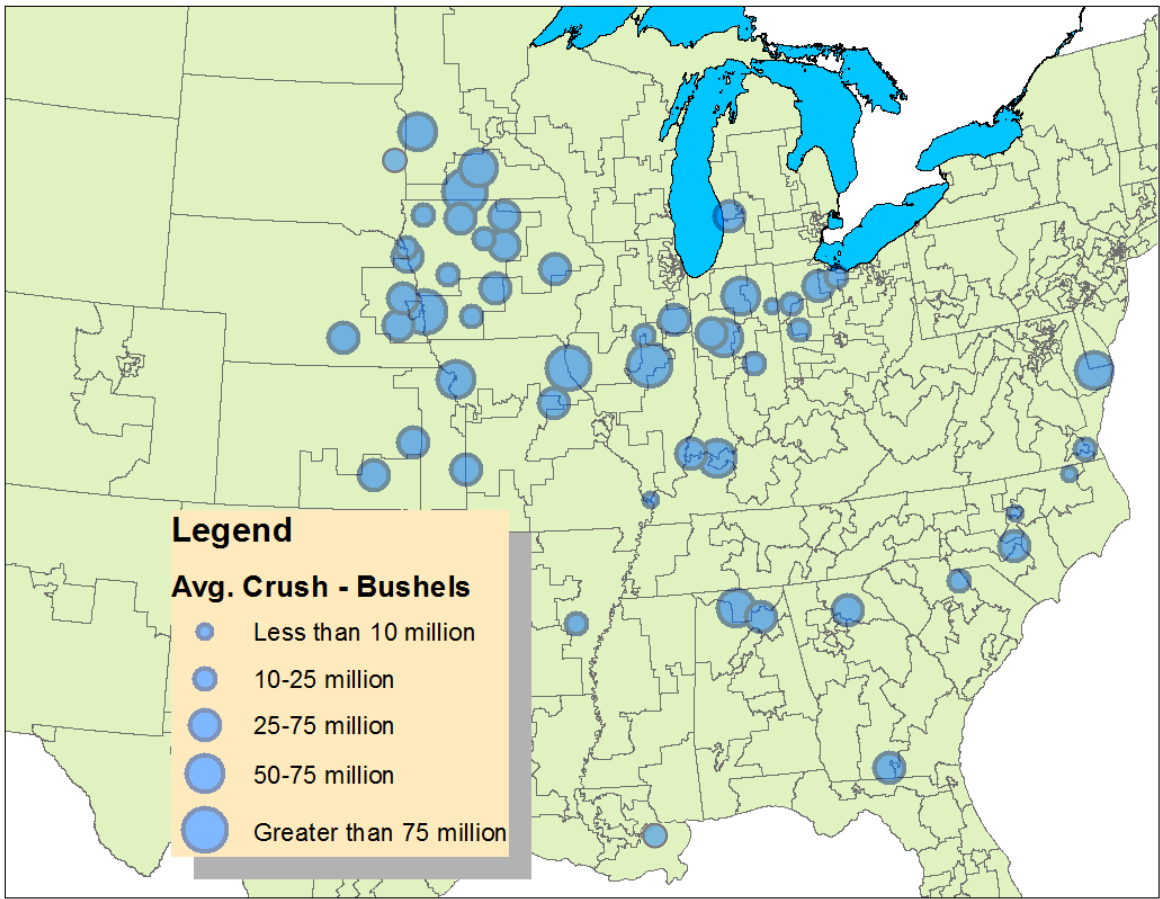 Legend
Avg. Crush - Bushels
Less than 10 million
10-25 million
25-75 million
50-75 million
Greater than 75 million